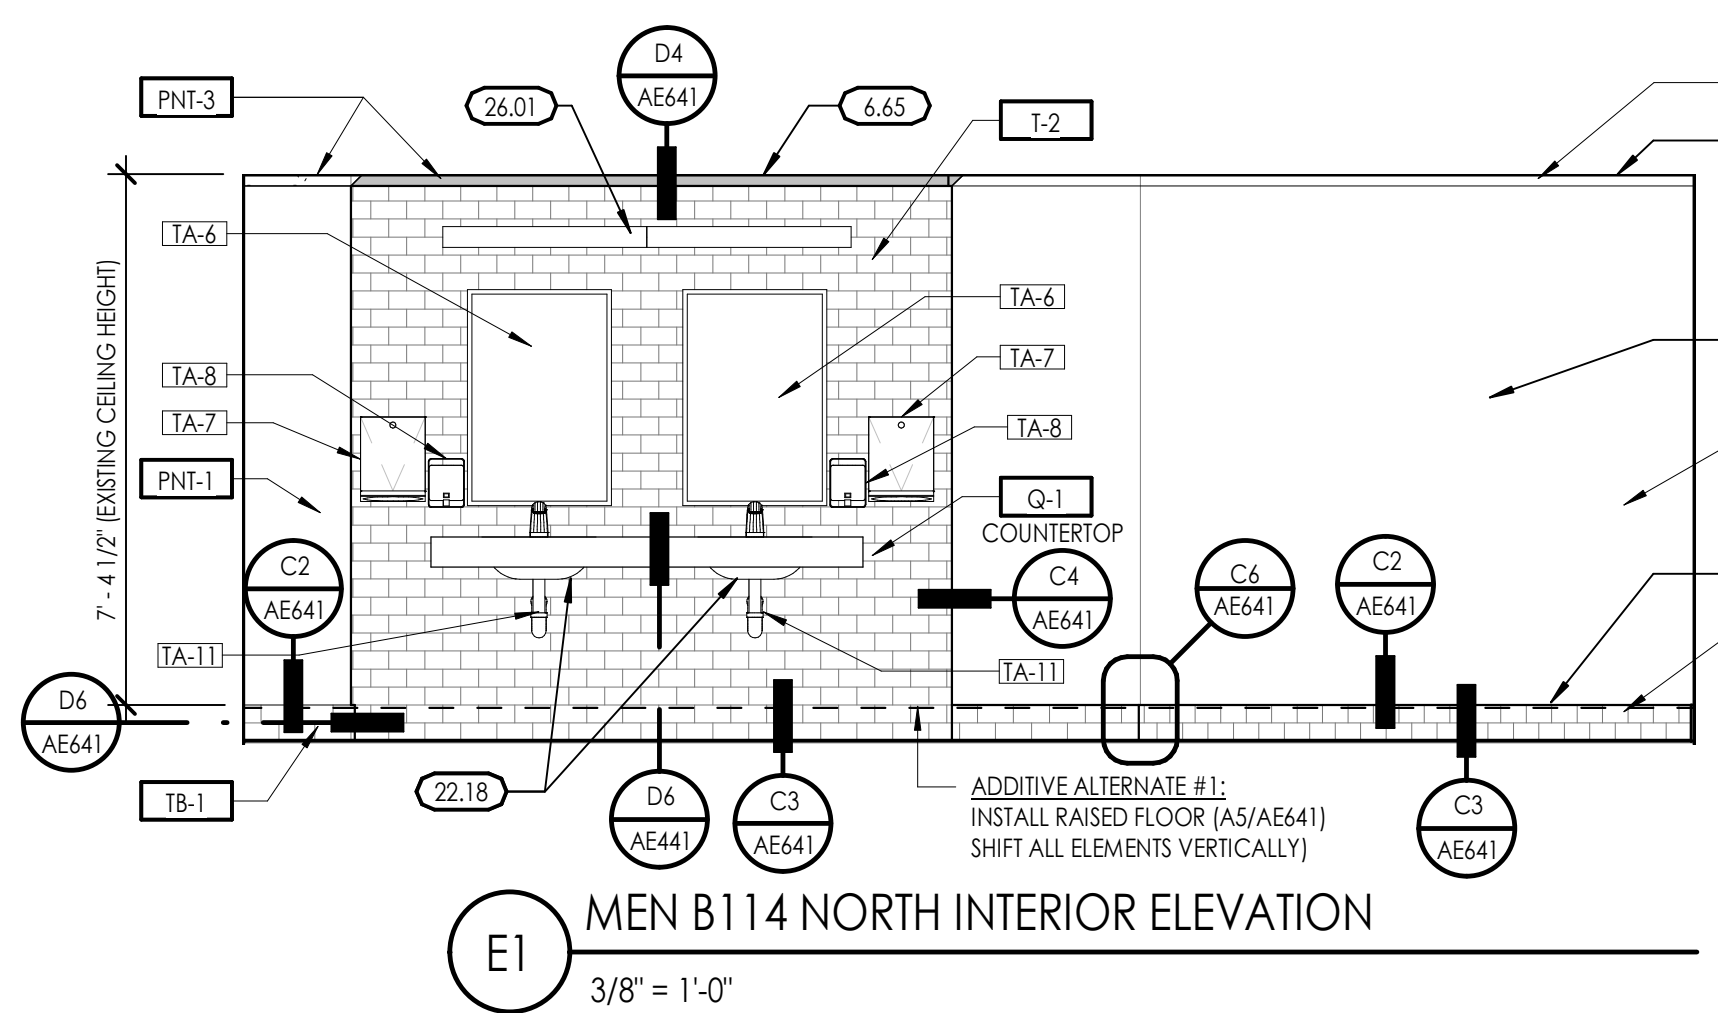 D4
AE641
PNT-3
26.01
6.65
T-2
TA-6
TA-6
TA-7
TA-8
TA-7
TA-8
PNT-1
Q-1
COUNTERTOP
7' - 4 1/2" (EXISTING CEILING HEIGHT)
C2
AE641
C4
AE641
C6
AE641
C2
AE641
TA-11
TA-11
D6
AE641
TB-1
22.18
D6
AE441
C3
AE641
ADDITIVE ALTERNATE #1:
INSTALL RAISED FLOOR (A5/AE641)
SHIFT ALL ELEMENTS VERTICALLY)
C3
AE641
E1
MEN B114 NORTH INTERIOR ELEVATION
3/8" = 1'-0"